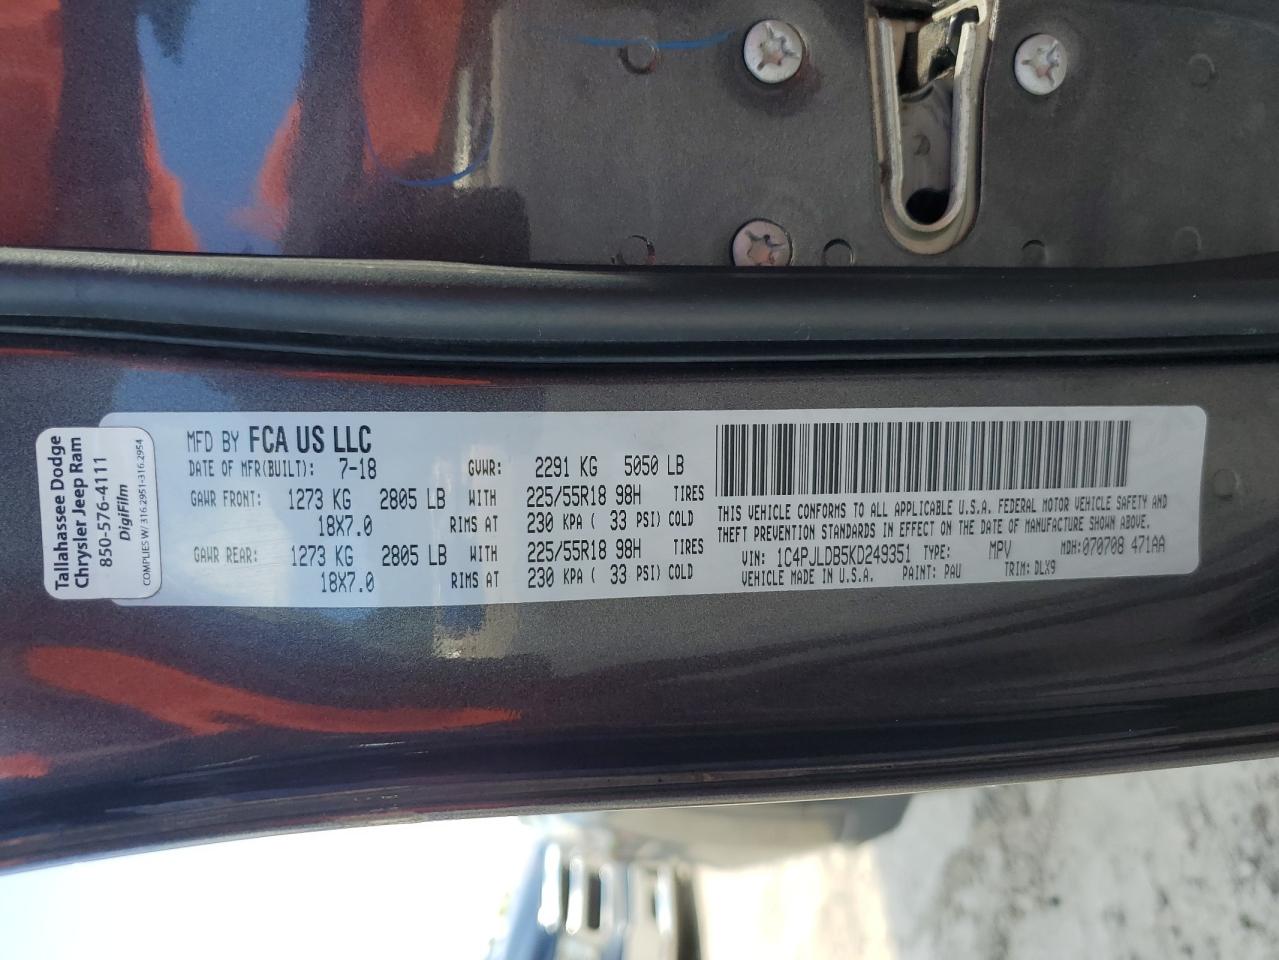 Tallahassee Dodge
Chrysler Jeep Ram
850-576-4111
DigiFilm
COMPLIES W/ 316.2951-316.2954
MFD BY FCA US LLC
DATE OF MFR(BUILT): 7-18 GVWR: 2291 KG 5050 LB
GAWR FRONT: 1273 KG 2805 LB WITH 225/55R18 98H TIRES
18X7.0 RIMS AT 230 KPA ( 33 PSI) COLD
GAWR REAR: 1273 KG 2805 LB WITH 225/55R18 98H TIRES
18X7.0 RIMS AT 230 KPA ( 33 PSI) COLD
THIS VEHICLE CONFORMS TO ALL APPLICABLE U.S.A. FEDERAL MOTOR VEHICLE SAFETY AND
THEFT PREVENTION STANDARDS IN EFFECT ON THE DATE OF MANUFACTURE SHOWN ABOVE.
VIN: 1C4PJLDB5KD249351 TYPE: MPV MDH:070708 471AA
VEHICLE MADE IN U.S.A. PAINT: PAU TRIM: DLX9